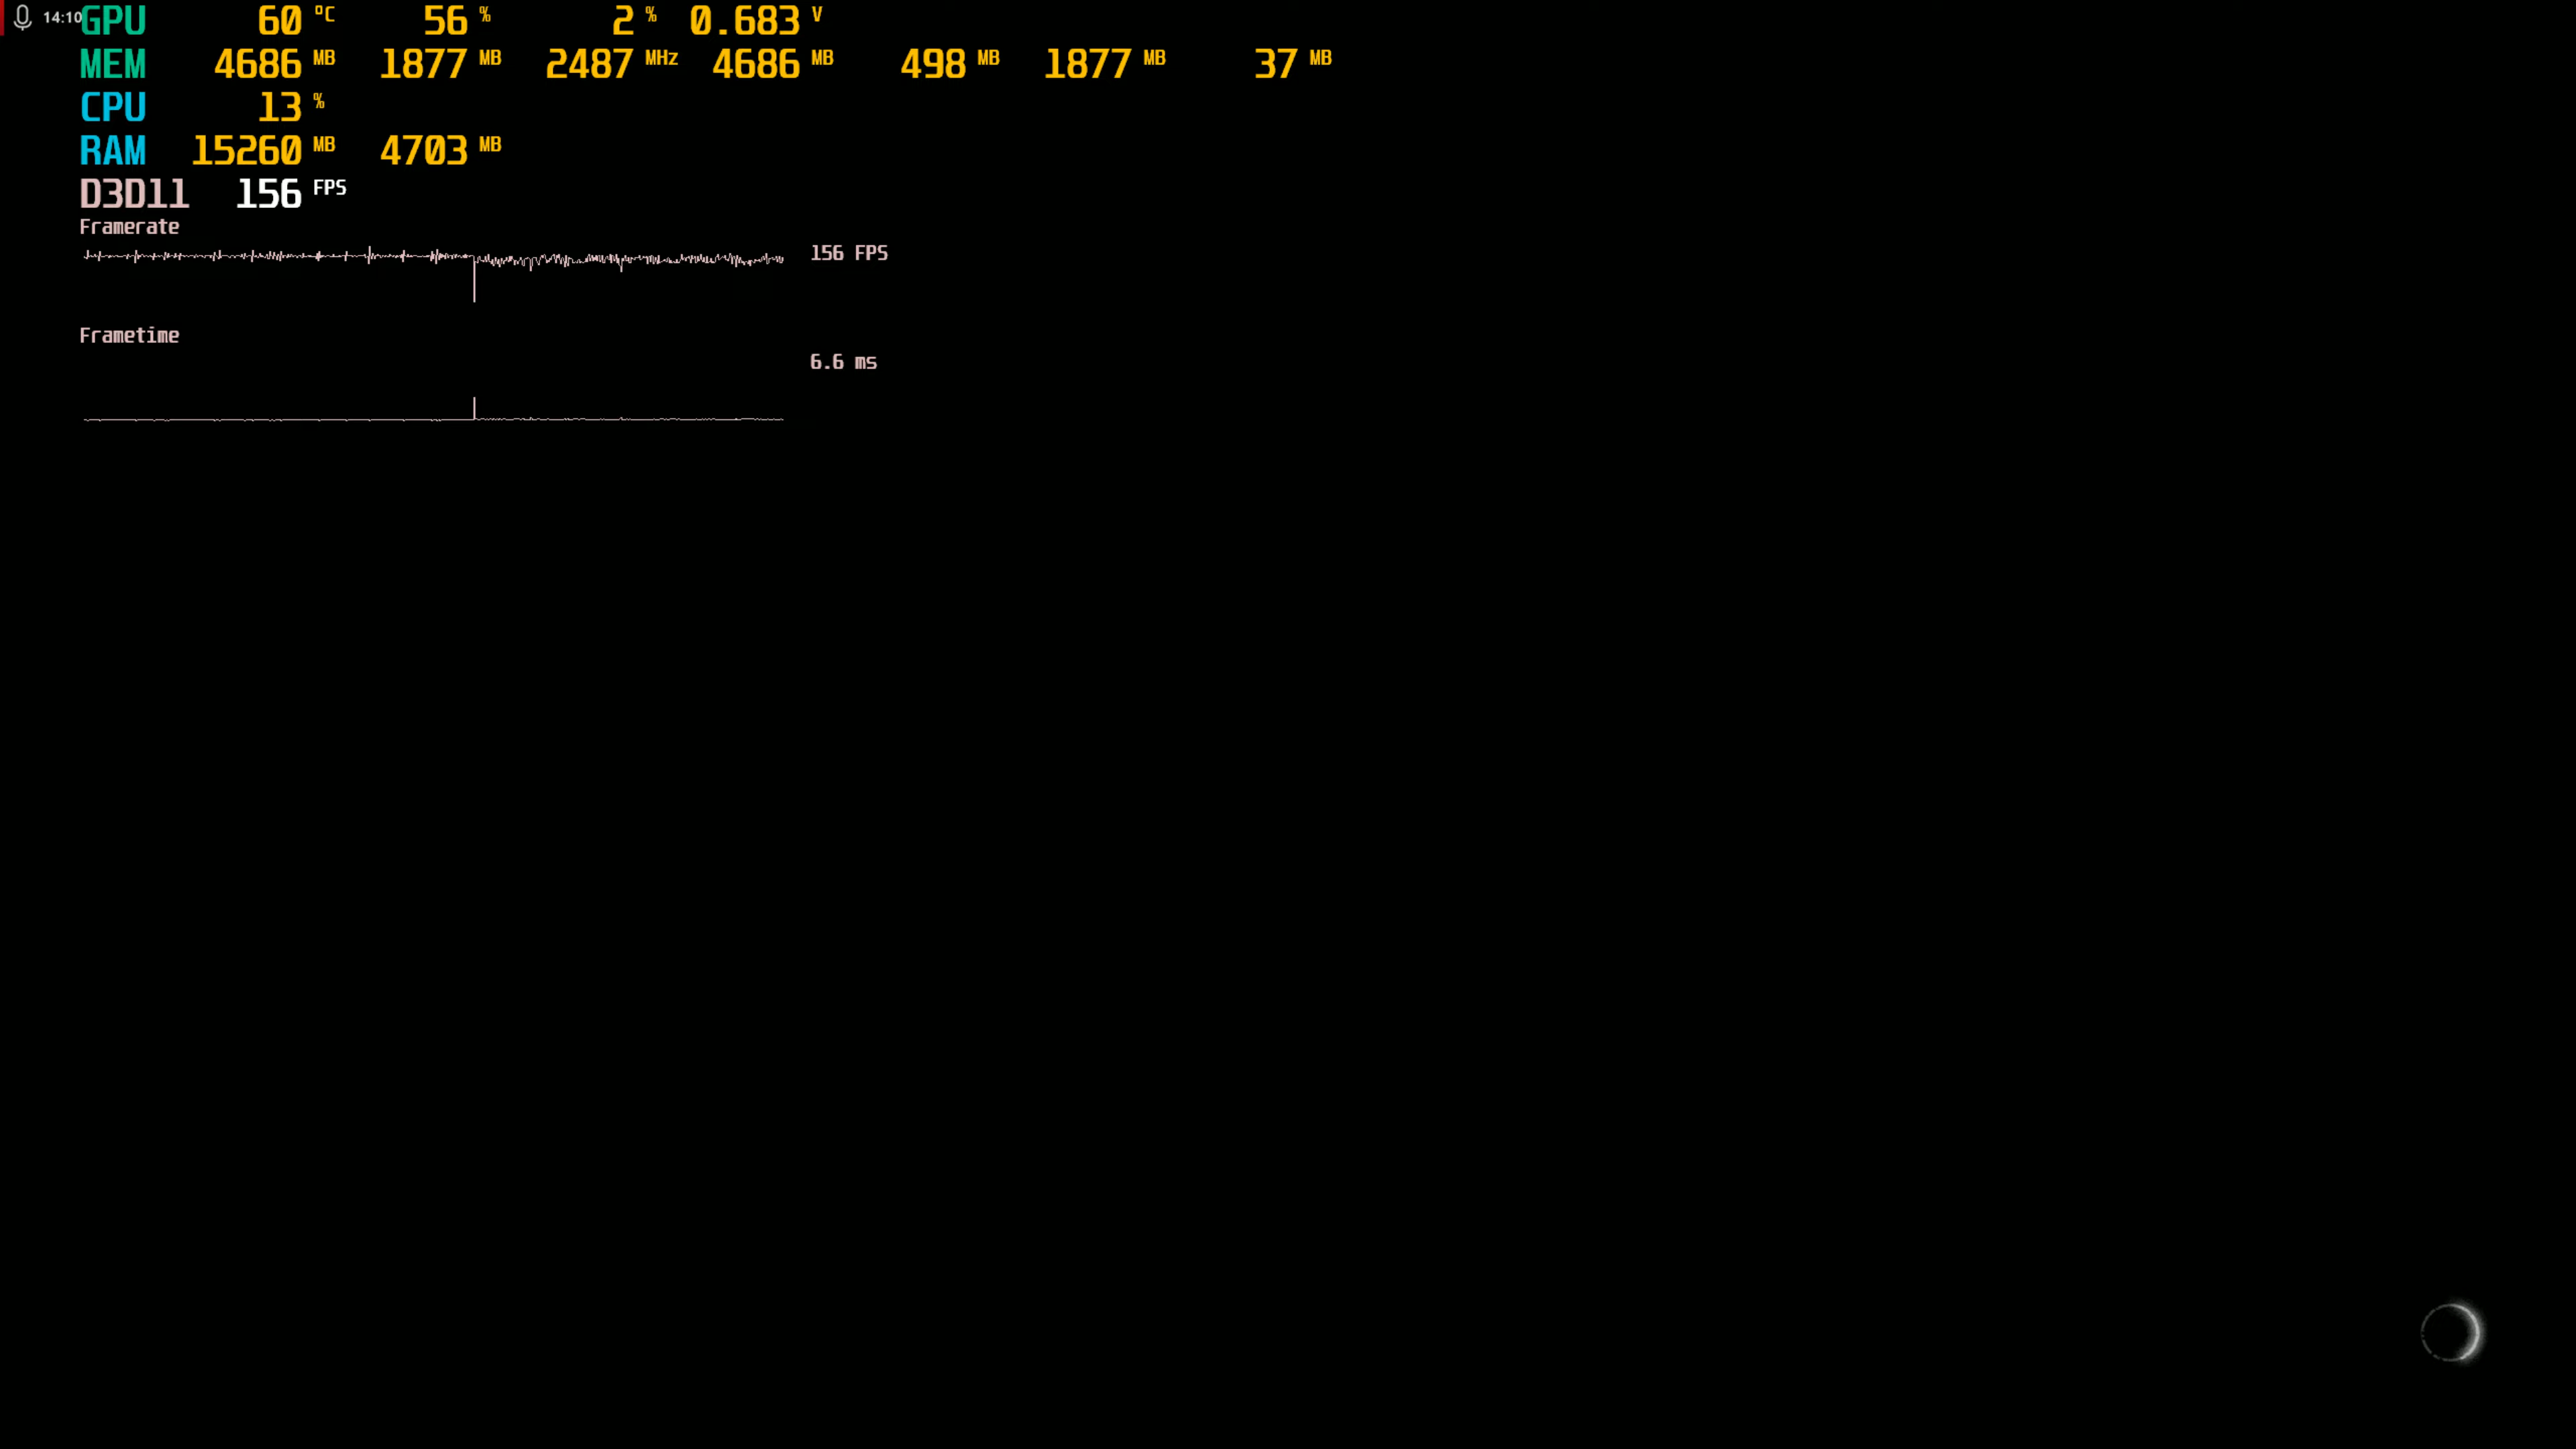 14:10 GPU 60 °C 56 % 2 % 0.683 V
MEM 4686 MB 1877 MB 2487 MHz 4686 MB 498 MB 1877 MB 37 MB
CPU 13 %
RAM 15260 MB 4703 MB
D3D11 156 FPS
Framerate
156 FPS
Frametime
6.6 ms